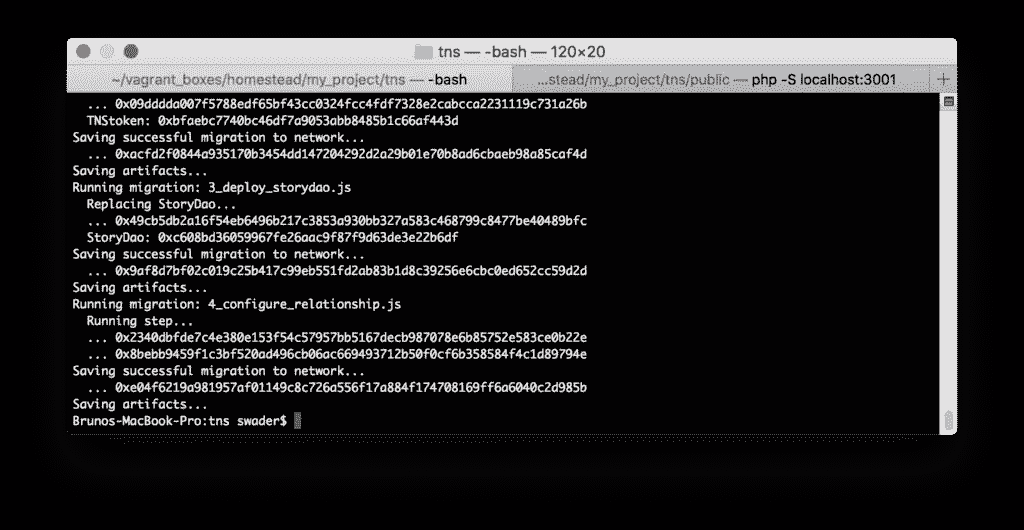 tns — -bash — 120×20
~/vagrant_boxes/homestead/my_project/tns — -bash ...stead/my_project/tns/public — php -S localhost:3001 +
... 0x09dddda007f5788edf65bf43cc0324fcc4fdf7328e2cabcca2231119c731a26b
TNStoken: 0xbfaebc7740bc46df7a9053abb8485b1c66af443d
Saving successful migration to network...
... 0xacfd2f0844a935170b3454dd147204292d2a29b01e70b8ad6cbaeb98a85caf4d
Saving artifacts...
Running migration: 3_deploy_storydao.js
Replacing StoryDao...
... 0x49cb5db2a16f54eb6496b217c3853a930bb327a583c468799c8477be40489bfc
StoryDao: 0xc608bd36059967fe26aac9f87f9d63de3e22b6df
Saving successful migration to network...
... 0x9af8d7bf02c019c25b417c99eb551fd2ab83b1d8c39256e6cbc0ed652cc59d2d
Saving artifacts...
Running migration: 4_configure_relationship.js
Running step...
... 0x2340dbfde7c4e380e153f54c57957bb5167decb987078e6b85752e583ce0b22e
... 0x8bebb9459f1c3bf520ad496cb06ac669493712b50f0cf6b358584f4c1d89794e
Saving successful migration to network...
... 0xe04f6219a981957af01149c8c726a556f17a884f174708169ff6a6040c2d985b
Saving artifacts...
Brunos-MacBook-Pro:tns swader$